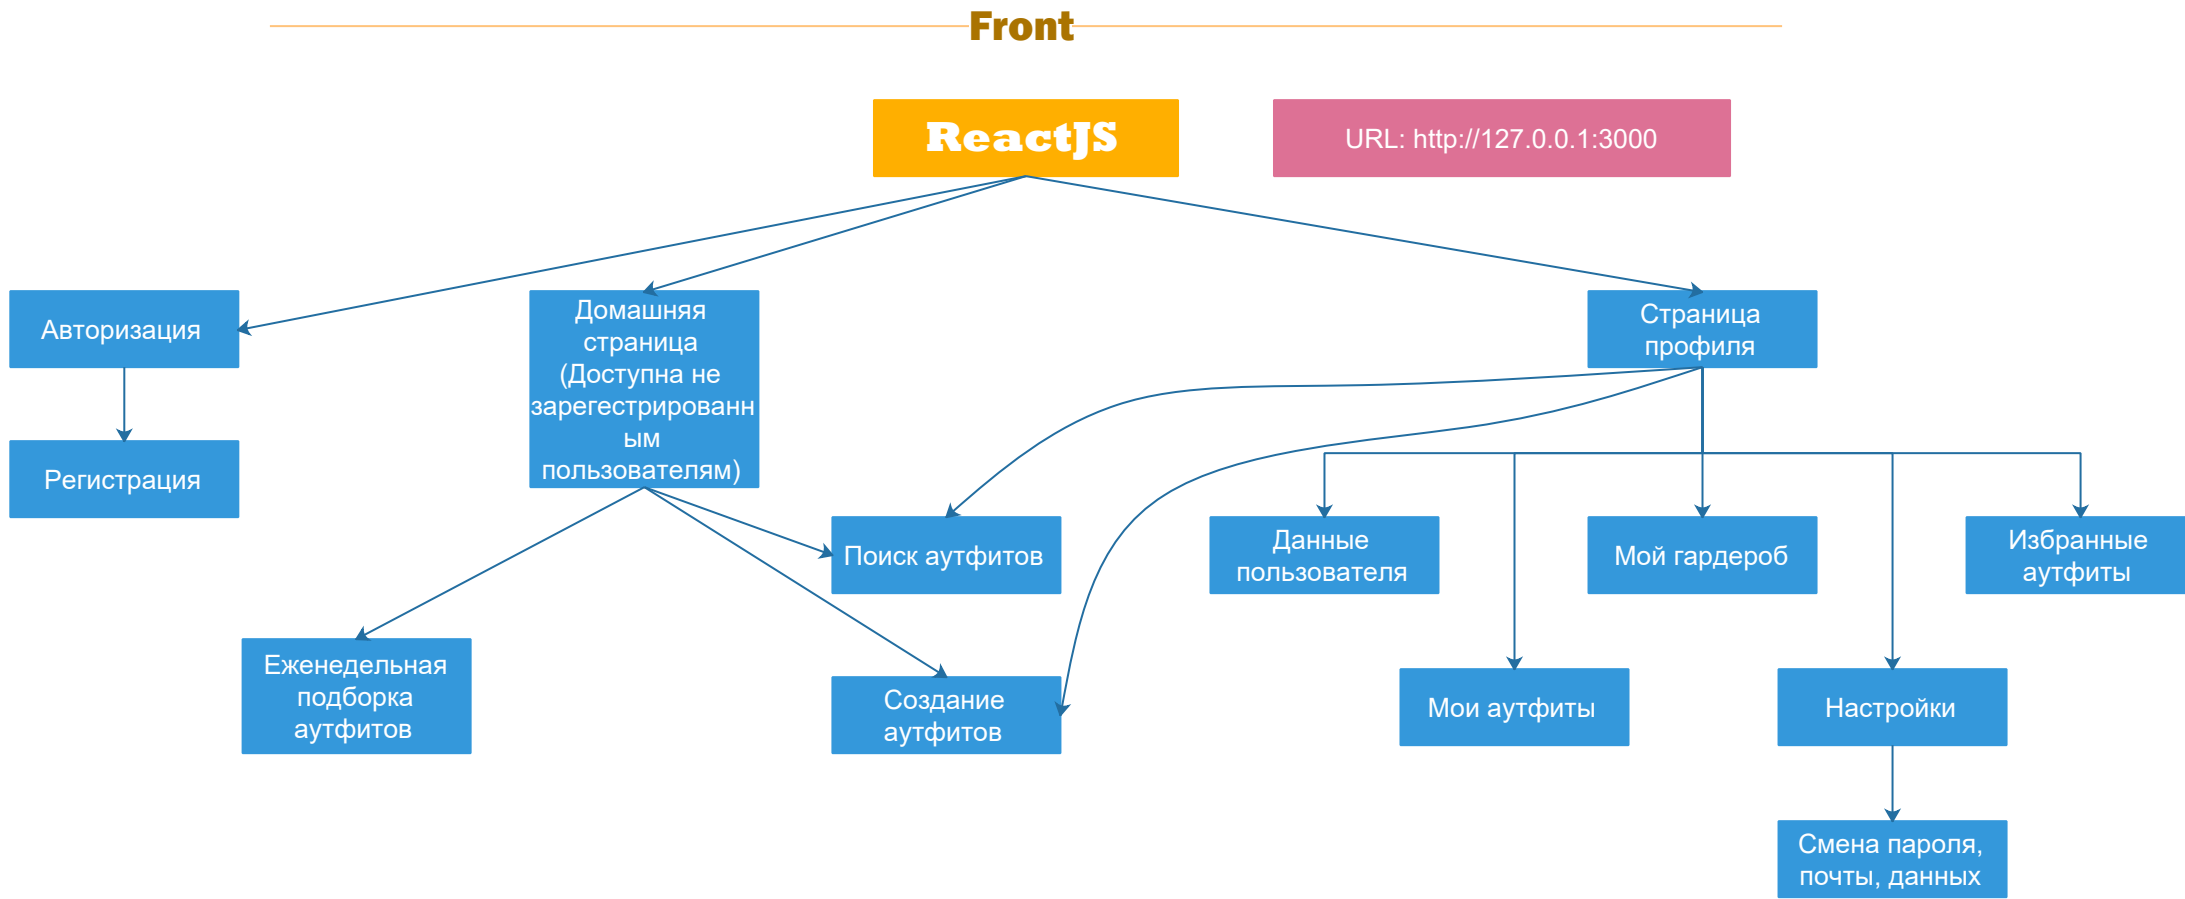 Front
ReactJS
URL: http://127.0.0.1:3000
Авторизация
Домашняя
страница
(Доступна не
зарегестрированн
ым
пользователям)
Страница
профиля
Регистрация
Поиск аутфитов
Данные
пользователя
Мой гардероб
Избранные
аутфиты
Еженедельная
подборка
аутфитов
Создание
аутфитов
Мои аутфиты
Настройки
Смена пароля,
почты, данных